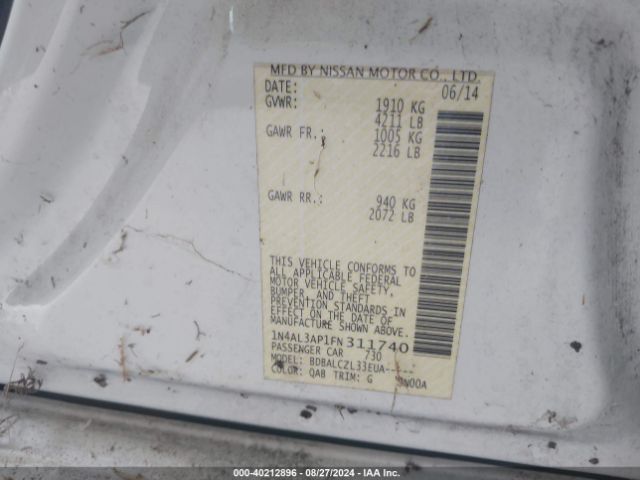 MFD BY NISSAN MOTOR CO., LTD.
DATE: 06/14
GVWR: 1910 KG
4211 LB
GAWR FR.: 1005 KG
2216 LB
GAWR RR.: 940 KG
2072 LB
THIS VEHICLE CONFORMS TO
ALL APPLICABLE FEDERAL
MOTOR VEHICLE SAFETY,
BUMPER, AND THEFT
PREVENTION STANDARDS IN
EFFECT ON THE DATE OF
MANUFACTURE SHOWN ABOVE.
1N4AL3AP1FN311740
PASSENGER CAR 730
MODEL: BDBALCZL33EUA-----
COLOR: QAB TRIM: G
000-40212896 - 08/27/2024 - IAA Inc.